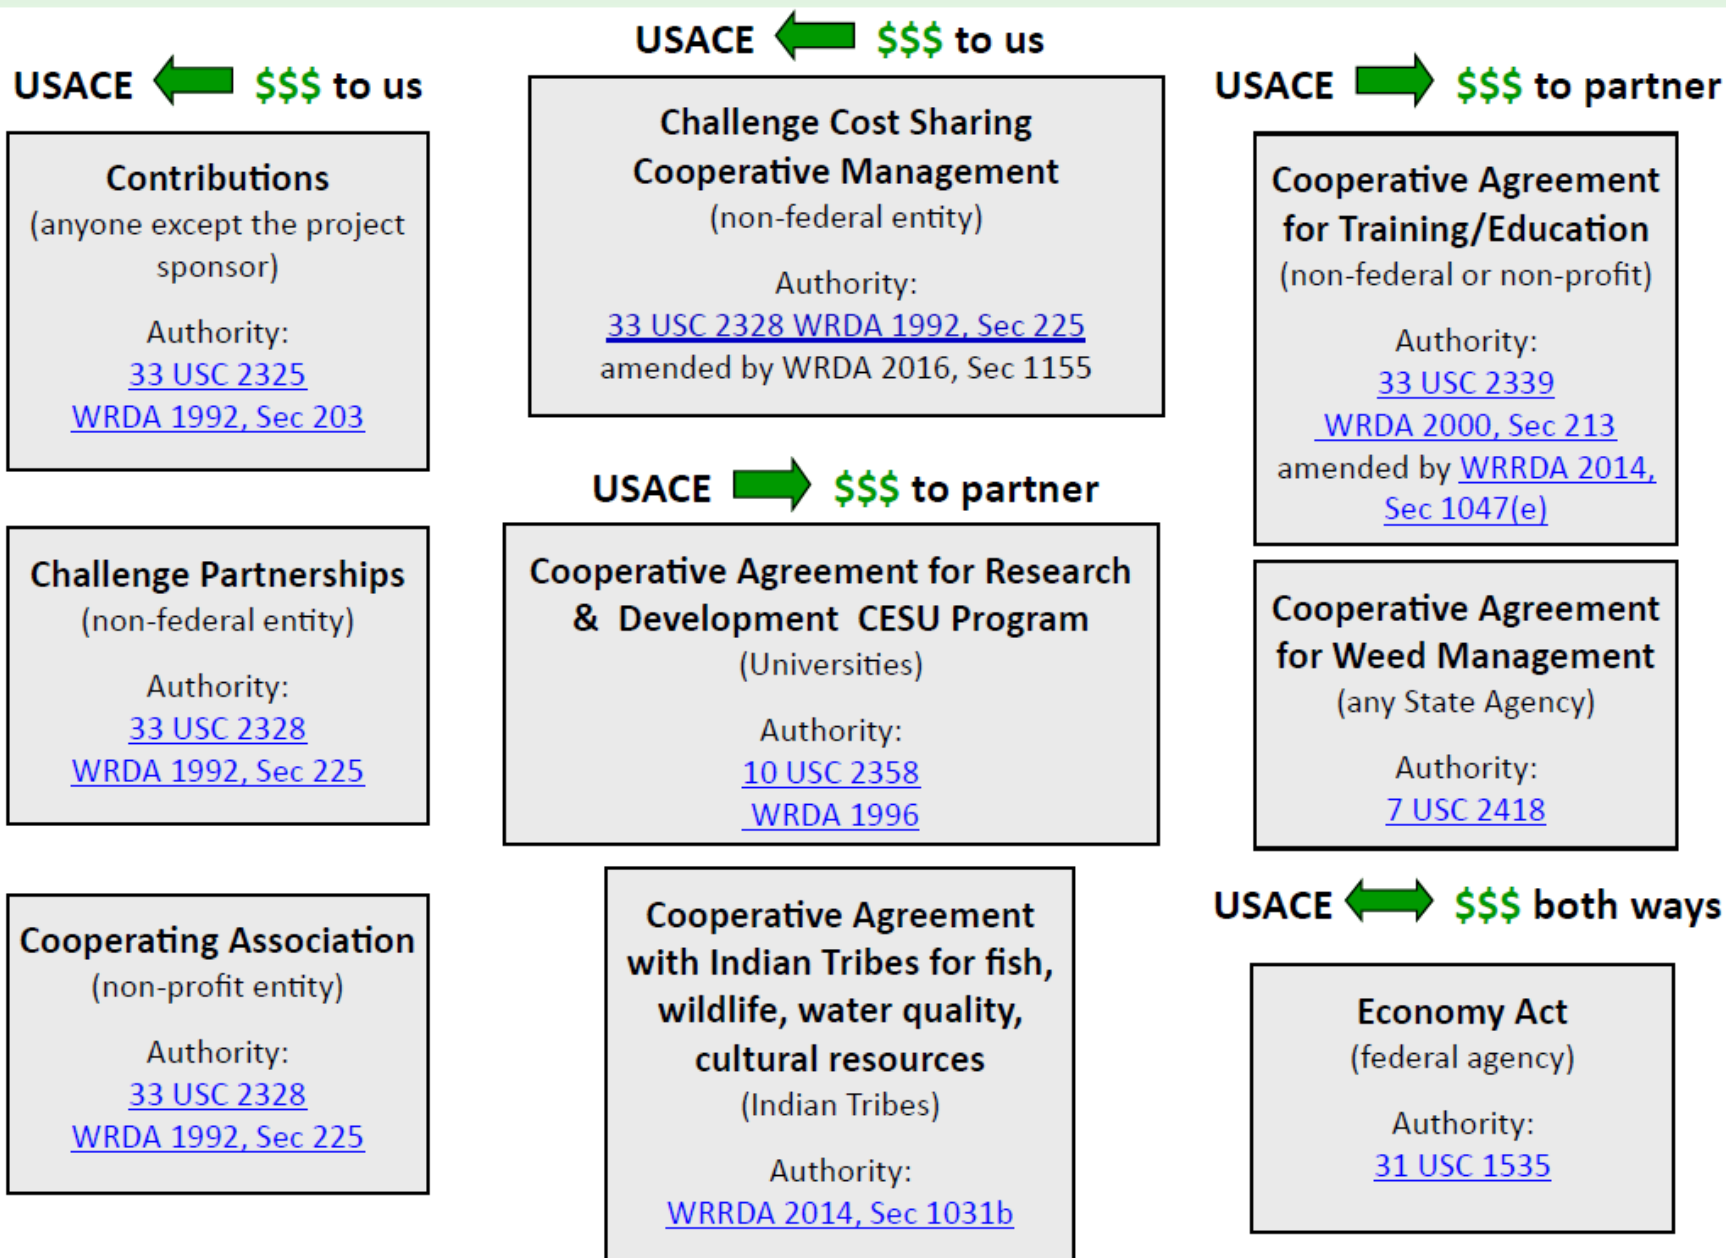 USACE $$$ to us
Contributions
(anyone except the project
sponsor)
Authority:
33 USC 2325
WRDA 1992, Sec 203
Challenge Partnerships
(non-federal entity)
Authority:
33 USC 2328
WRDA 1992, Sec 225
Cooperating Association
(non-profit entity)
Authority:
33 USC 2328
WRDA 1992, Sec 225
USACE $$$ to us
Challenge Cost Sharing
Cooperative Management
(non-federal entity)
Authority:
33 USC 2328 WRDA 1992, Sec 225
amended by WRDA 2016, Sec 1155
USACE $$$ to partner
Cooperative Agreement for Research
& Development CESU Program
(Universities)
Authority:
10 USC 2358
WRDA 1996
Cooperative Agreement
with Indian Tribes for fish,
wildlife, water quality,
cultural resources
(Indian Tribes)
Authority:
WRRDA 2014, Sec 1031b
USACE $$$ to partner
Cooperative Agreement
for Training/Education
(non-federal or non-profit)
Authority:
33 USC 2339
WRDA 2000, Sec 213
amended by WRRDA 2014,
Sec 1047(e)
Cooperative Agreement
for Weed Management
(any State Agency)
Authority:
7 USC 2418
USACE $$$ both ways
Economy Act
(federal agency)
Authority:
31 USC 1535